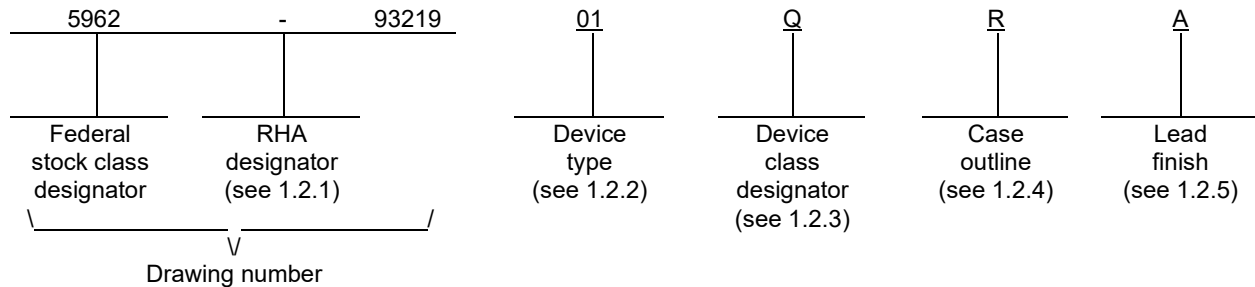 5962 - 93219 01 Q R A
Federal stock class designator
RHA designator (see 1.2.1)
Device type (see 1.2.2)
Device class designator (see 1.2.3)
Case outline (see 1.2.4)
Lead finish (see 1.2.5)
\ /
\/
Drawing number